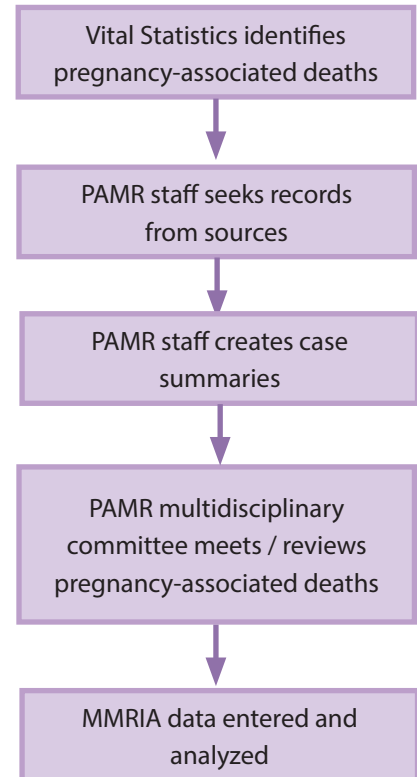 Vital Statistics identifies
pregnancy-associated deaths
PAMR staff seeks records
from sources
PAMR staff creates case
summaries
PAMR multidisciplinary
committee meets / reviews
pregnancy-associated deaths
MMRIA data entered and
analyzed